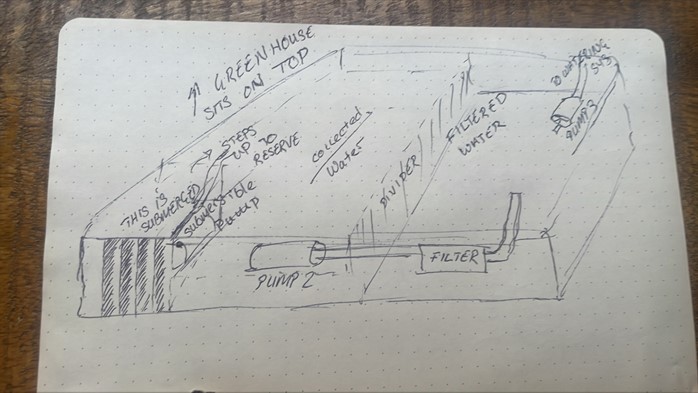 ↑ GREENHOUSE
SITS ON TOP
STEPS
UP TO
RESERVE
THIS IS
SUBMERGED
SUBMERSIBLE
PUMP
collected
Water
DIVIDER
FILTERED
WATER
WATERING
SYS
PUMP 3
PUMP 2
FILTER